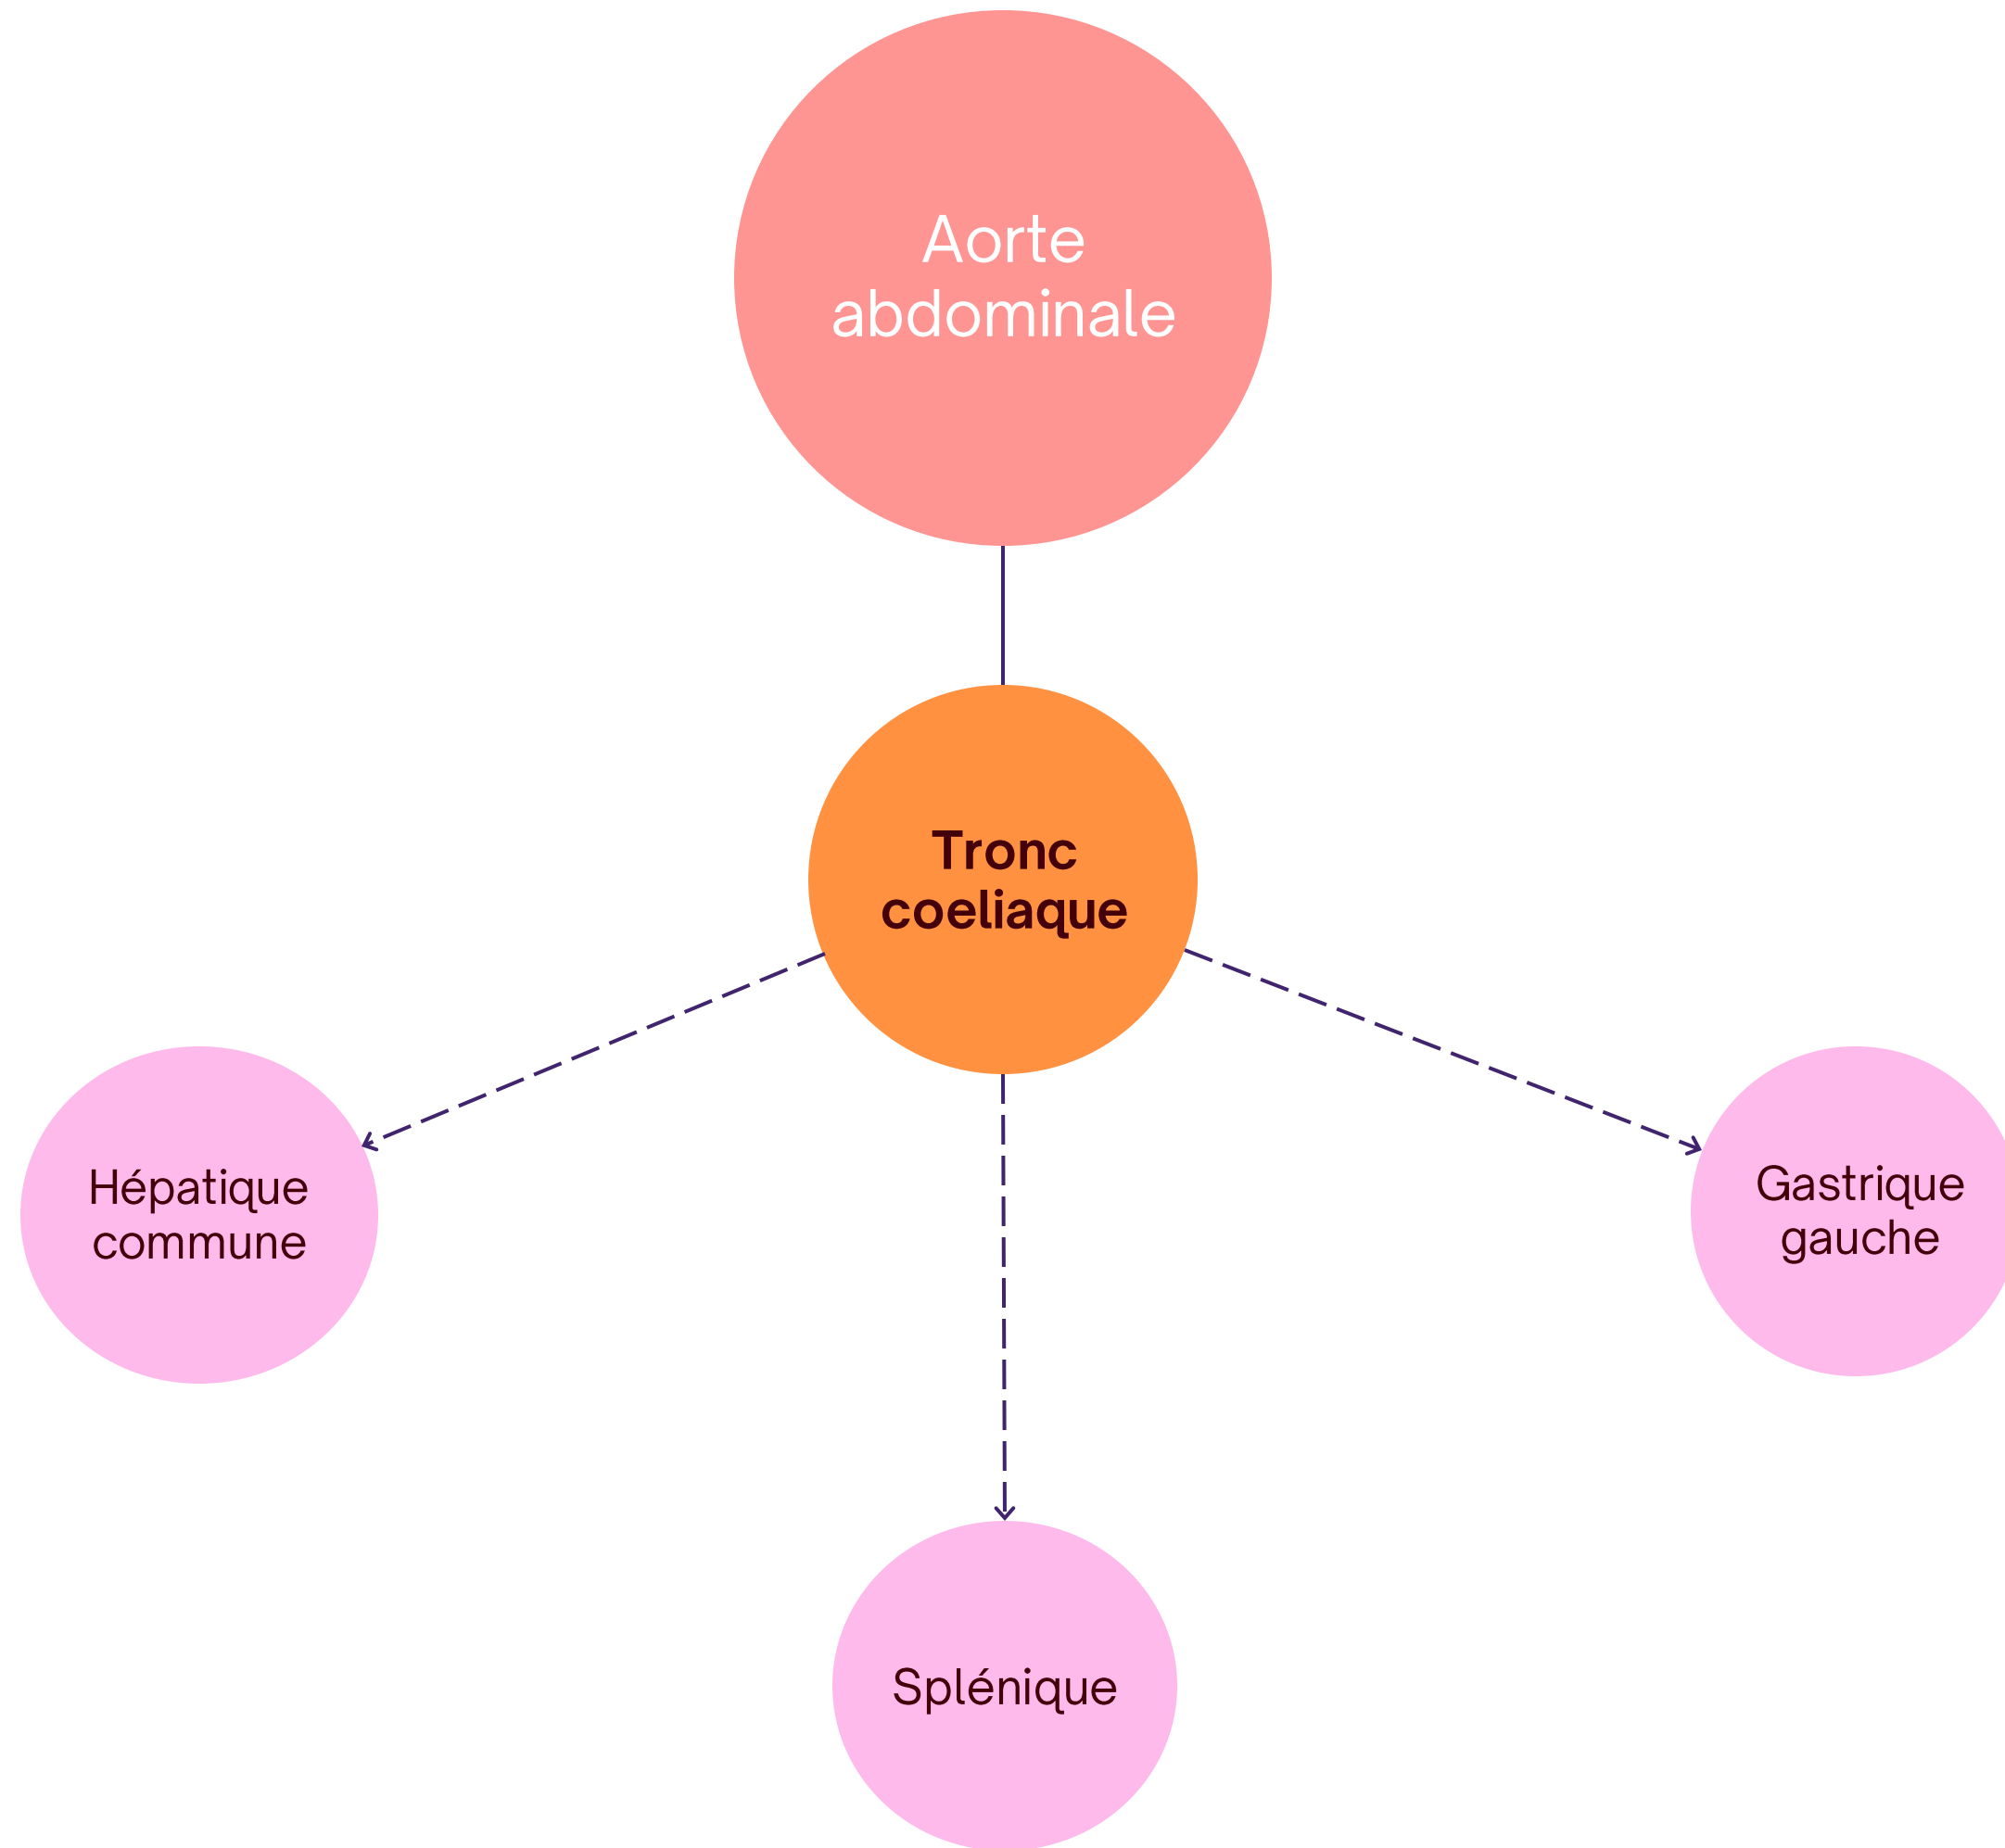 Aorte
abdominale
Tronc
coeliaque
Hépatique
commune
Gastrique
gauche
Splénique